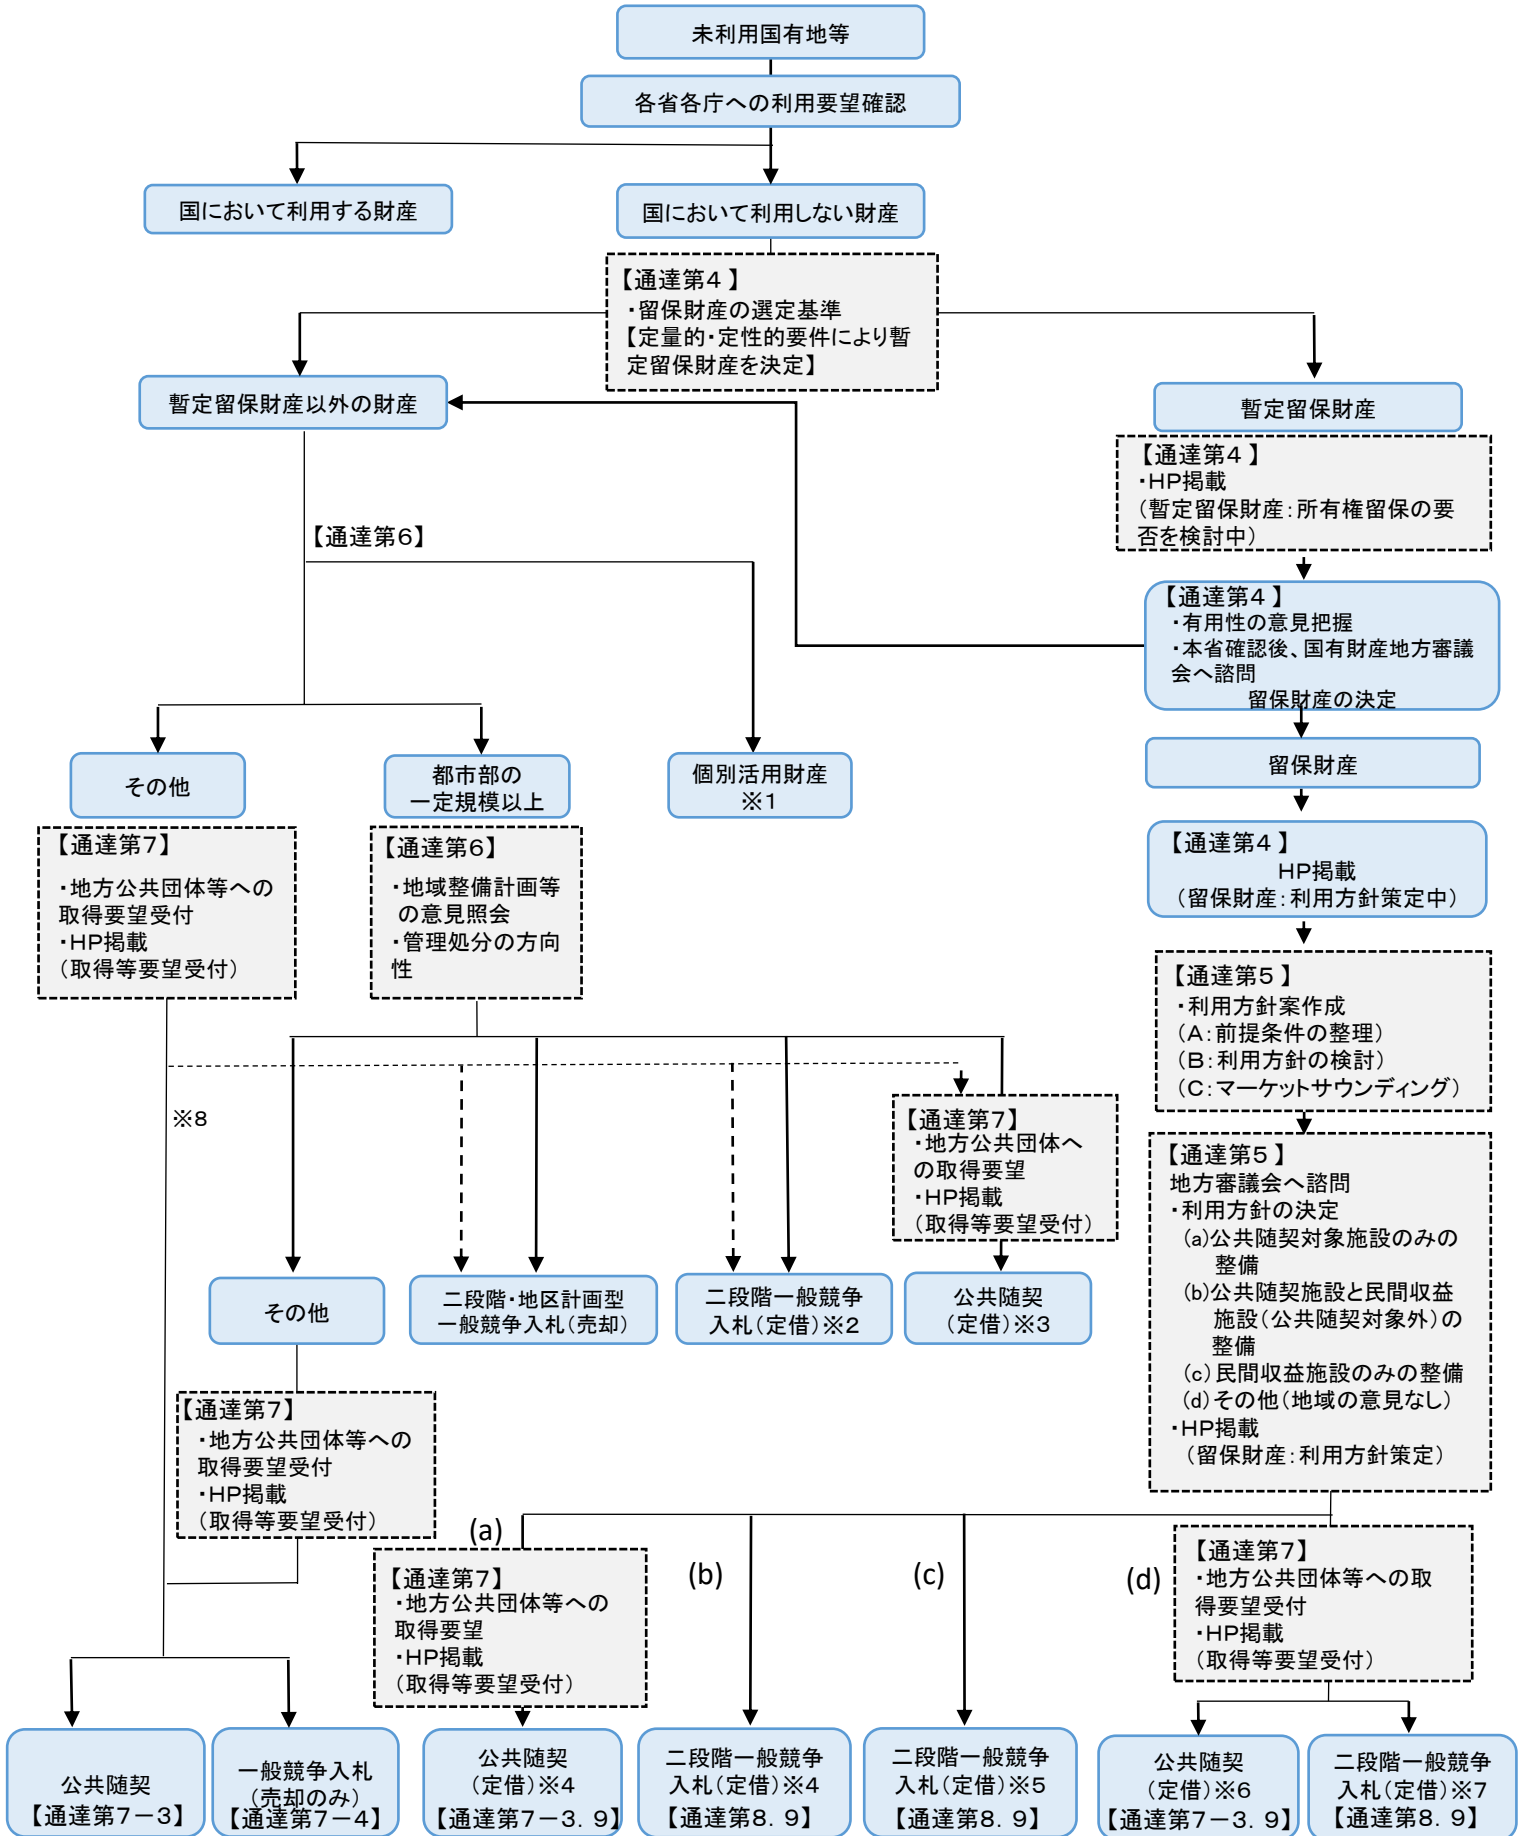 未利用国有地等
各省各庁への利用要望確認
国において利用する財産
国において利用しない財産
【通達第4】
・留保財産の選定基準
【定量的・定性的要件により暫
定留保財産を決定】
暫定留保財産以外の財産
暫定留保財産
【通達第4】
・HP掲載
(暫定留保財産:所有権留保の要
否を検討中)
【通達第6】
【通達第4】
・有用性の意見把握
・本省確認後、国有財産地方審議
会へ諮問
留保財産の決定
その他
都市部の
一定規模以上
個別活用財産
※1
留保財産
【通達第7】
・地方公共団体等への
取得要望受付
・HP掲載
(取得等要望受付)
【通達第6】
・地域整備計画等
の意見照会
・管理処分の方向
性
【通達第4】
HP掲載
(留保財産:利用方針策定中)
【通達第5】
・利用方針案作成
(A:前提条件の整理)
(B:利用方針の検討)
(C:マーケットサウンディング)
※8
【通達第7】
・地方公共団体へ
の取得要望
・HP掲載
(取得等要望受付)
【通達第5】
地方審議会へ諮問
・利用方針の決定
(a)公共随契対象施設のみの
整備
(b)公共随契施設と民間収益
施設(公共随契対象外)の
整備
(c)民間収益施設のみの整備
(d)その他(地域の意見なし)
・HP掲載
(留保財産:利用方針策定)
その他
二段階・地区計画型
一般競争入札(売却)
二段階一般競争
入札(定借)※2
公共随契
(定借)※3
【通達第7】
・地方公共団体等への
取得要望受付
・HP掲載
(取得等要望受付)
(a)
【通達第7】
・地方公共団体等への
取得要望
・HP掲載
(取得等要望受付)
(b)
(c)
(d)
【通達第7】
・地方公共団体等への取
得要望受付
・HP掲載
(取得等要望受付)
公共随契
【通達第7-3】
一般競争入札
(売却のみ)
【通達第7-4】
公共随契
(定借)※4
【通達第7-3. 9】
二段階一般競争
入札(定借)※4
【通達第8. 9】
二段階一般競争
入札(定借)※5
【通達第8. 9】
公共随契
(定借)※6
【通達第7-3. 9】
二段階一般競争
入札(定借)※7
【通達第8. 9】